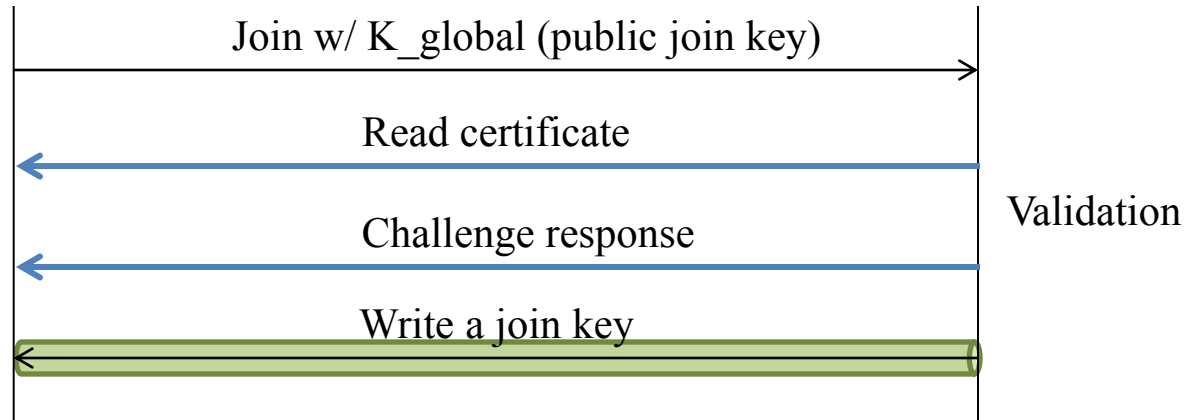 Join w/ K_global (public join key)
Read certificate
Validation
Challenge response
Write a join key